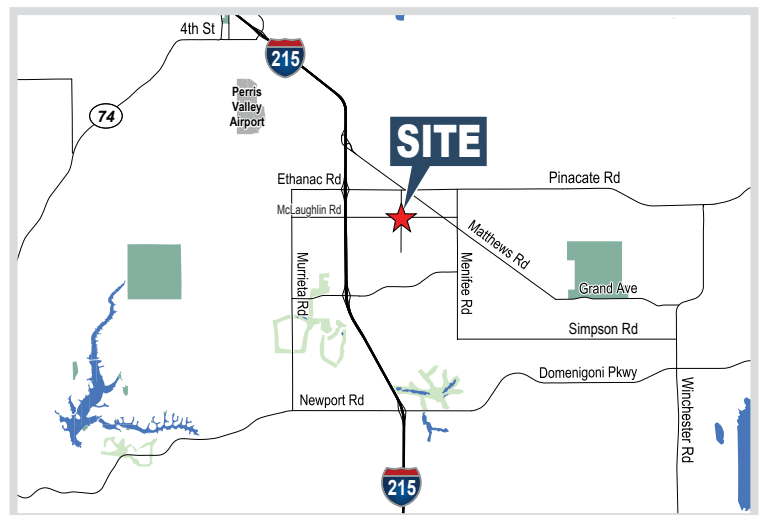 4th St
215
Perris
Valley
Airport
74
SITE
Ethanac Rd
Pinacate Rd
McLaughlin Rd
Matthews Rd
Murrieta Rd
Menifee Rd
Grand Ave
Simpson Rd
Domenigoni Pkwy
Newport Rd
Winchester Rd
215